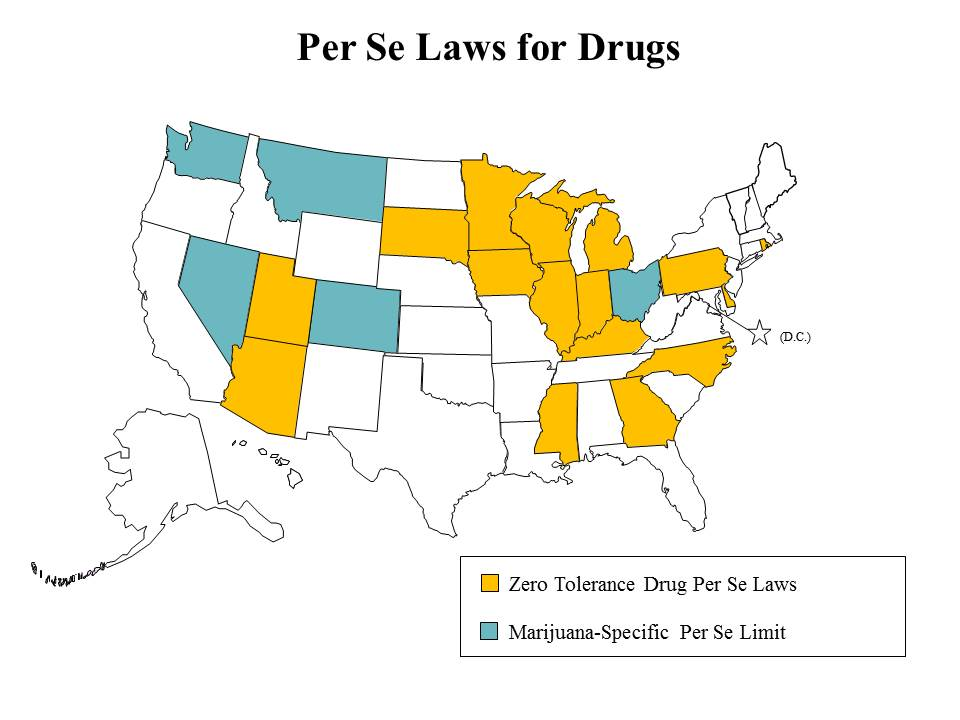 Per Se Laws for Drugs
(D.C.)
Zero Tolerance Drug Per Se Laws
Marijuana-Specific Per Se Limit